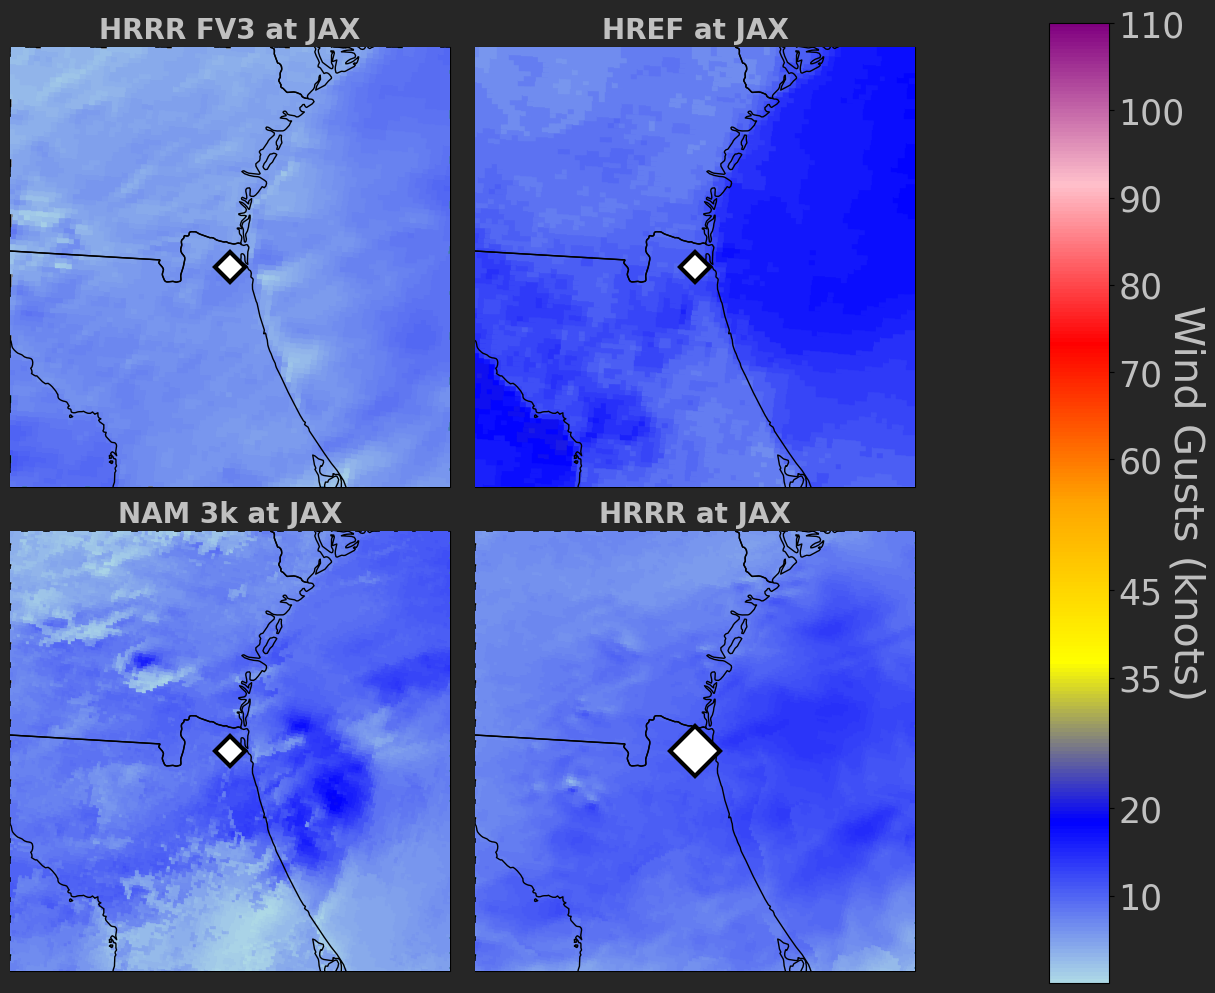 HRRR FV3 at JAX
HREF at JAX
NAM 3k at JAX
HRRR at JAX
110
100
90
80
70
60
45
35
20
10
Wind Gusts (knots)